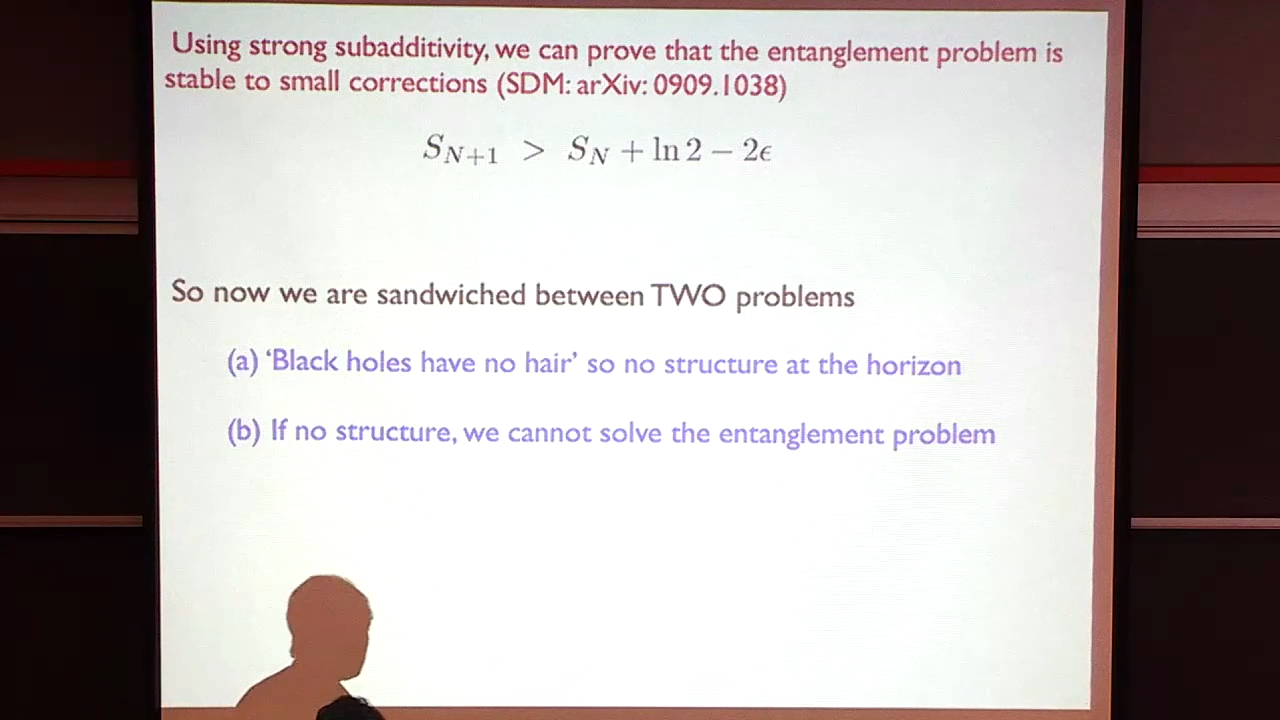 Using strong subadditivity, we can prove that the entanglement problem is
stable to small corrections (SDM: arXiv: 0909.1038)
S_{N+1} > S_N + ln 2 − 2ϵ
So now we are sandwiched between TWO problems
(a) ‘Black holes have no hair’ so no structure at the horizon
(b) If no structure, we cannot solve the entanglement problem